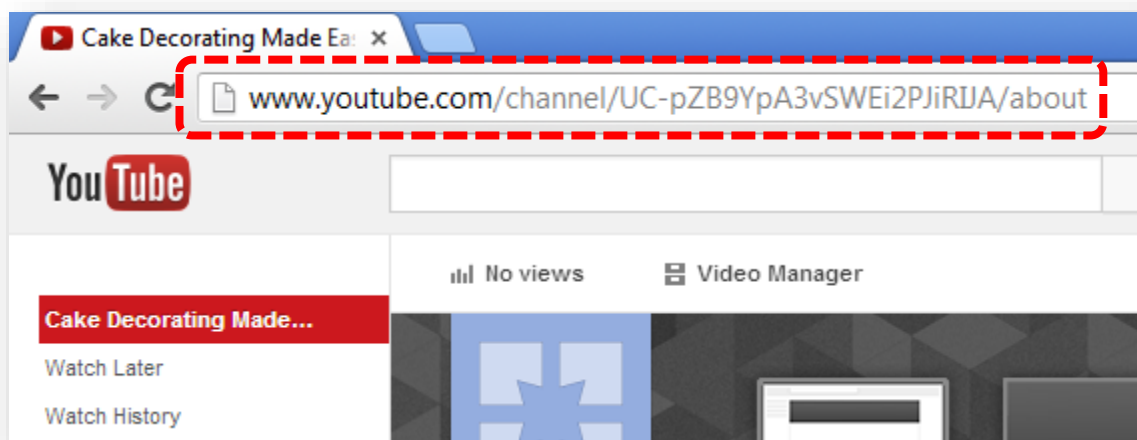 Cake Decorating Made Ea
www.youtube.com/channel/UC-pZB9YpA3vSWEi2PJiRIJA/about
YouTube
No views
Video Manager
Cake Decorating Made...
Watch Later
Watch History